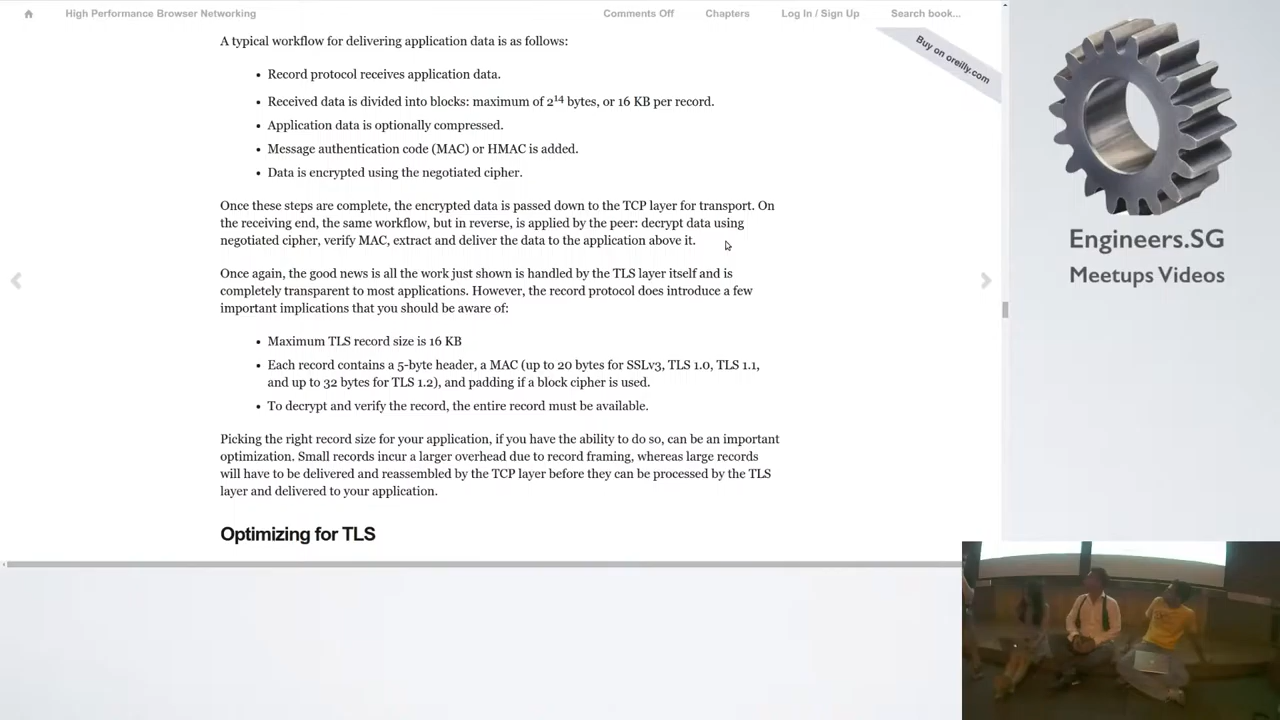 High Performance Browser Networking
Comments Off
Chapters
Log In / Sign Up
Search book...
Buy on oreilly.com
A typical workflow for delivering application data is as follows:
• Record protocol receives application data.
• Received data is divided into blocks: maximum of 2¹⁴ bytes, or 16 KB per record.
• Application data is optionally compressed.
• Message authentication code (MAC) or HMAC is added.
• Data is encrypted using the negotiated cipher.
Once these steps are complete, the encrypted data is passed down to the TCP layer for transport. On
the receiving end, the same workflow, but in reverse, is applied by the peer: decrypt data using
negotiated cipher, verify MAC, extract and deliver the data to the application above it.
Once again, the good news is all the work just shown is handled by the TLS layer itself and is
completely transparent to most applications. However, the record protocol does introduce a few
important implications that you should be aware of:
• Maximum TLS record size is 16 KB
• Each record contains a 5-byte header, a MAC (up to 20 bytes for SSLv3, TLS 1.0, TLS 1.1,
and up to 32 bytes for TLS 1.2), and padding if a block cipher is used.
• To decrypt and verify the record, the entire record must be available.
Picking the right record size for your application, if you have the ability to do so, can be an important
optimization. Small records incur a larger overhead due to record framing, whereas large records
will have to be delivered and reassembled by the TCP layer before they can be processed by the TLS
layer and delivered to your application.
Optimizing for TLS
Engineers.SG
Meetups Videos